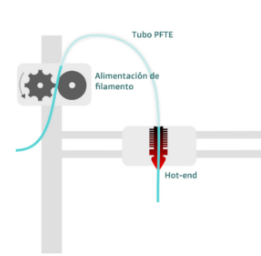 Tubo PFTE
Alimentación de
filamento
Hot-end